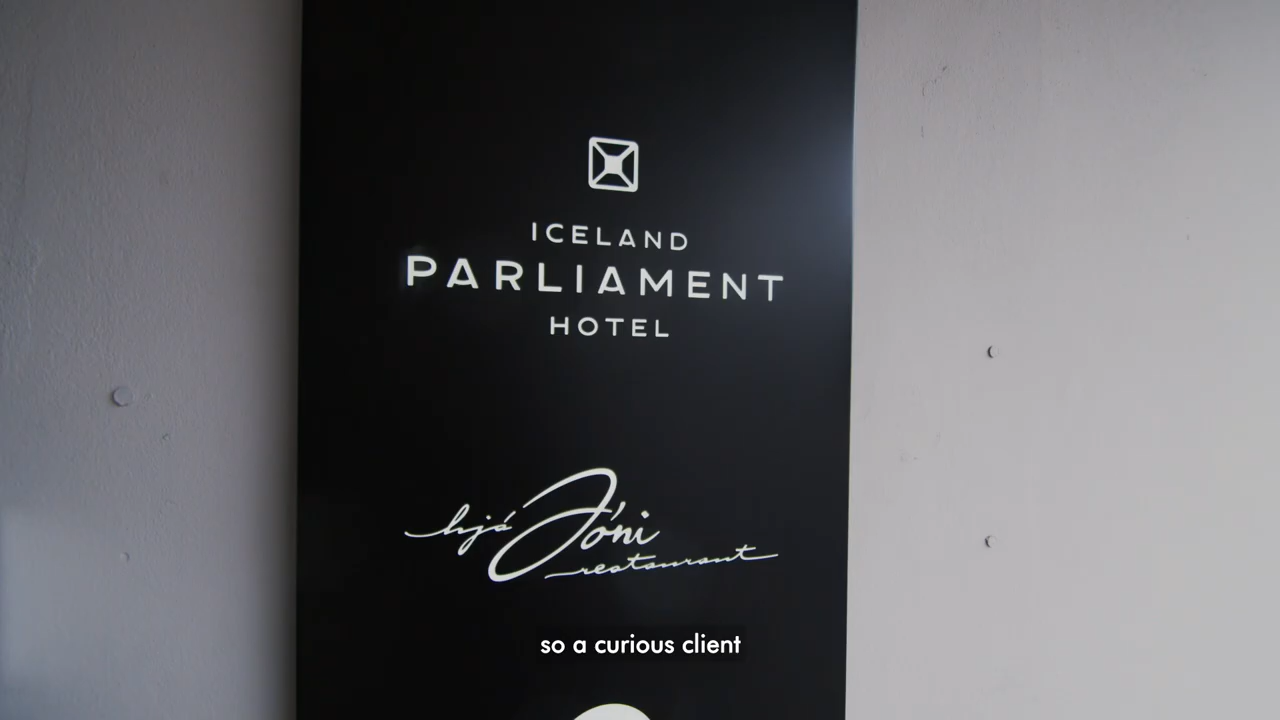 ICELAND
PARLIAMENT
HOTEL
hjá Jóni
restaurant
so a curious client